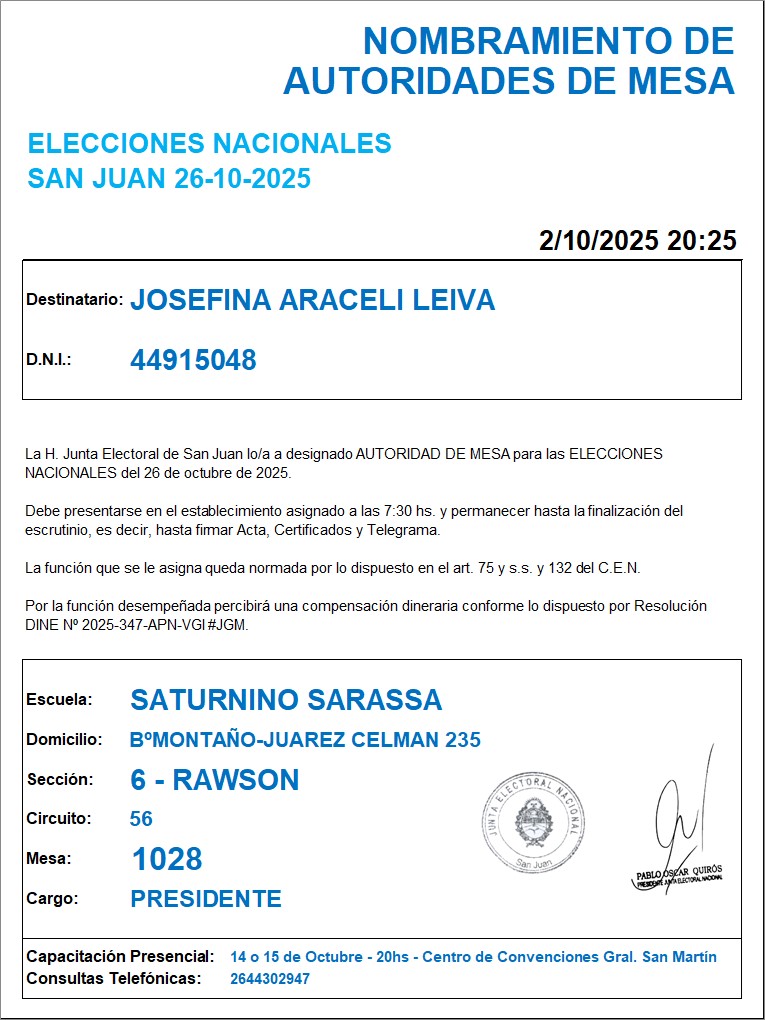 NOMBRAMIENTO DE
AUTORIDADES DE MESA
ELECCIONES NACIONALES
SAN JUAN 26-10-2025
2/10/2025 20:25
Destinatario: JOSEFINA ARACELI LEIVA
D.N.I.: 44915048
La H. Junta Electoral de San Juan lo/a a designado AUTORIDAD DE MESA para las ELECCIONES
NACIONALES del 26 de octubre de 2025.
Debe presentarse en el establecimiento asignado a las 7:30 hs. y permanecer hasta la finalización del
escrutinio, es decir, hasta firmar Acta, Certificados y Telegrama.
La función que se le asigna queda normada por lo dispuesto en el art. 75 y s.s. y 132 del C.E.N.
Por la función desempeñada percibirá una compensación dineraria conforme lo dispuesto por Resolución
DINE Nº 2025-347-APN-VGI#JGM.
Escuela: SATURNINO SARASSA
Domicilio: BºMONTAÑO-JUAREZ CELMAN 235
Sección: 6 - RAWSON
Circuito: 56
Mesa: 1028
Cargo: PRESIDENTE
JUNTA ELECTORAL NACIONAL
San Juan
PABLO OSCAR QUIRÓS
PRESIDENTE JUNTA ELECTORAL NACIONAL
Capacitación Presencial: 14 o 15 de Octubre - 20hs - Centro de Convenciones Gral. San Martín
Consultas Telefónicas: 2644302947